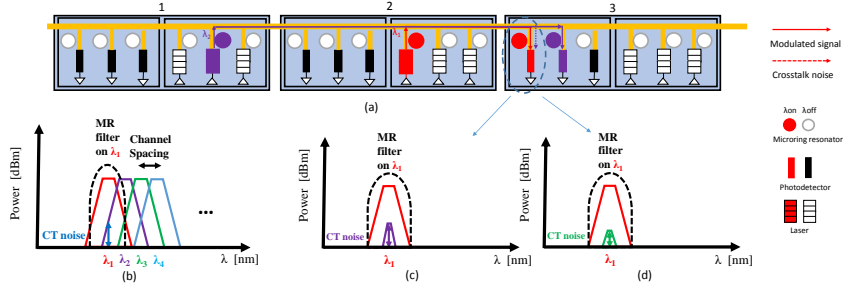 1
2
3
λ2
λ1
(a)
Modulated signal
Crosstalk noise
λon λoff
Microring resonator
Photodetector
Laser
Power [dBm]
MR
filter
on λ1
Channel
Spacing
...
CT noise
λ1 λ2 λ3 λ4
λ [nm]
(b)
Power [dBm]
MR
filter
on λ1
CT noise
λ1
λ [nm]
(c)
Power [dBm]
MR
filter
on λ1
CT noise
λ1
λ [nm]
(d)